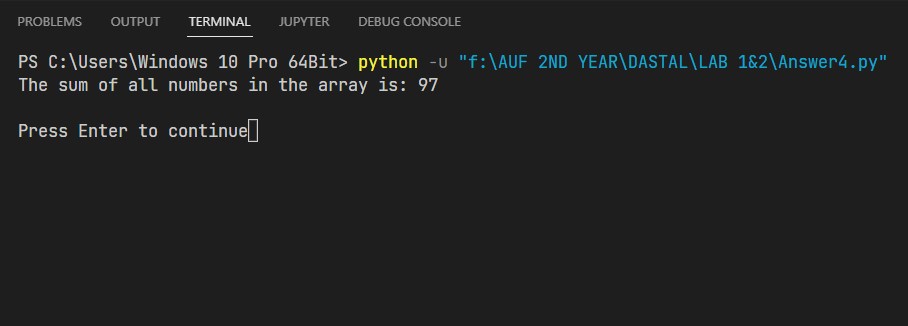 PROBLEMS OUTPUT TERMINAL JUPYTER DEBUG CONSOLE
PS C:\Users\Windows 10 Pro 64Bit> python -u "f:\AUF 2ND YEAR\DASTAL\LAB 1&2\Answer4.py"
The sum of all numbers in the array is: 97
Press Enter to continue